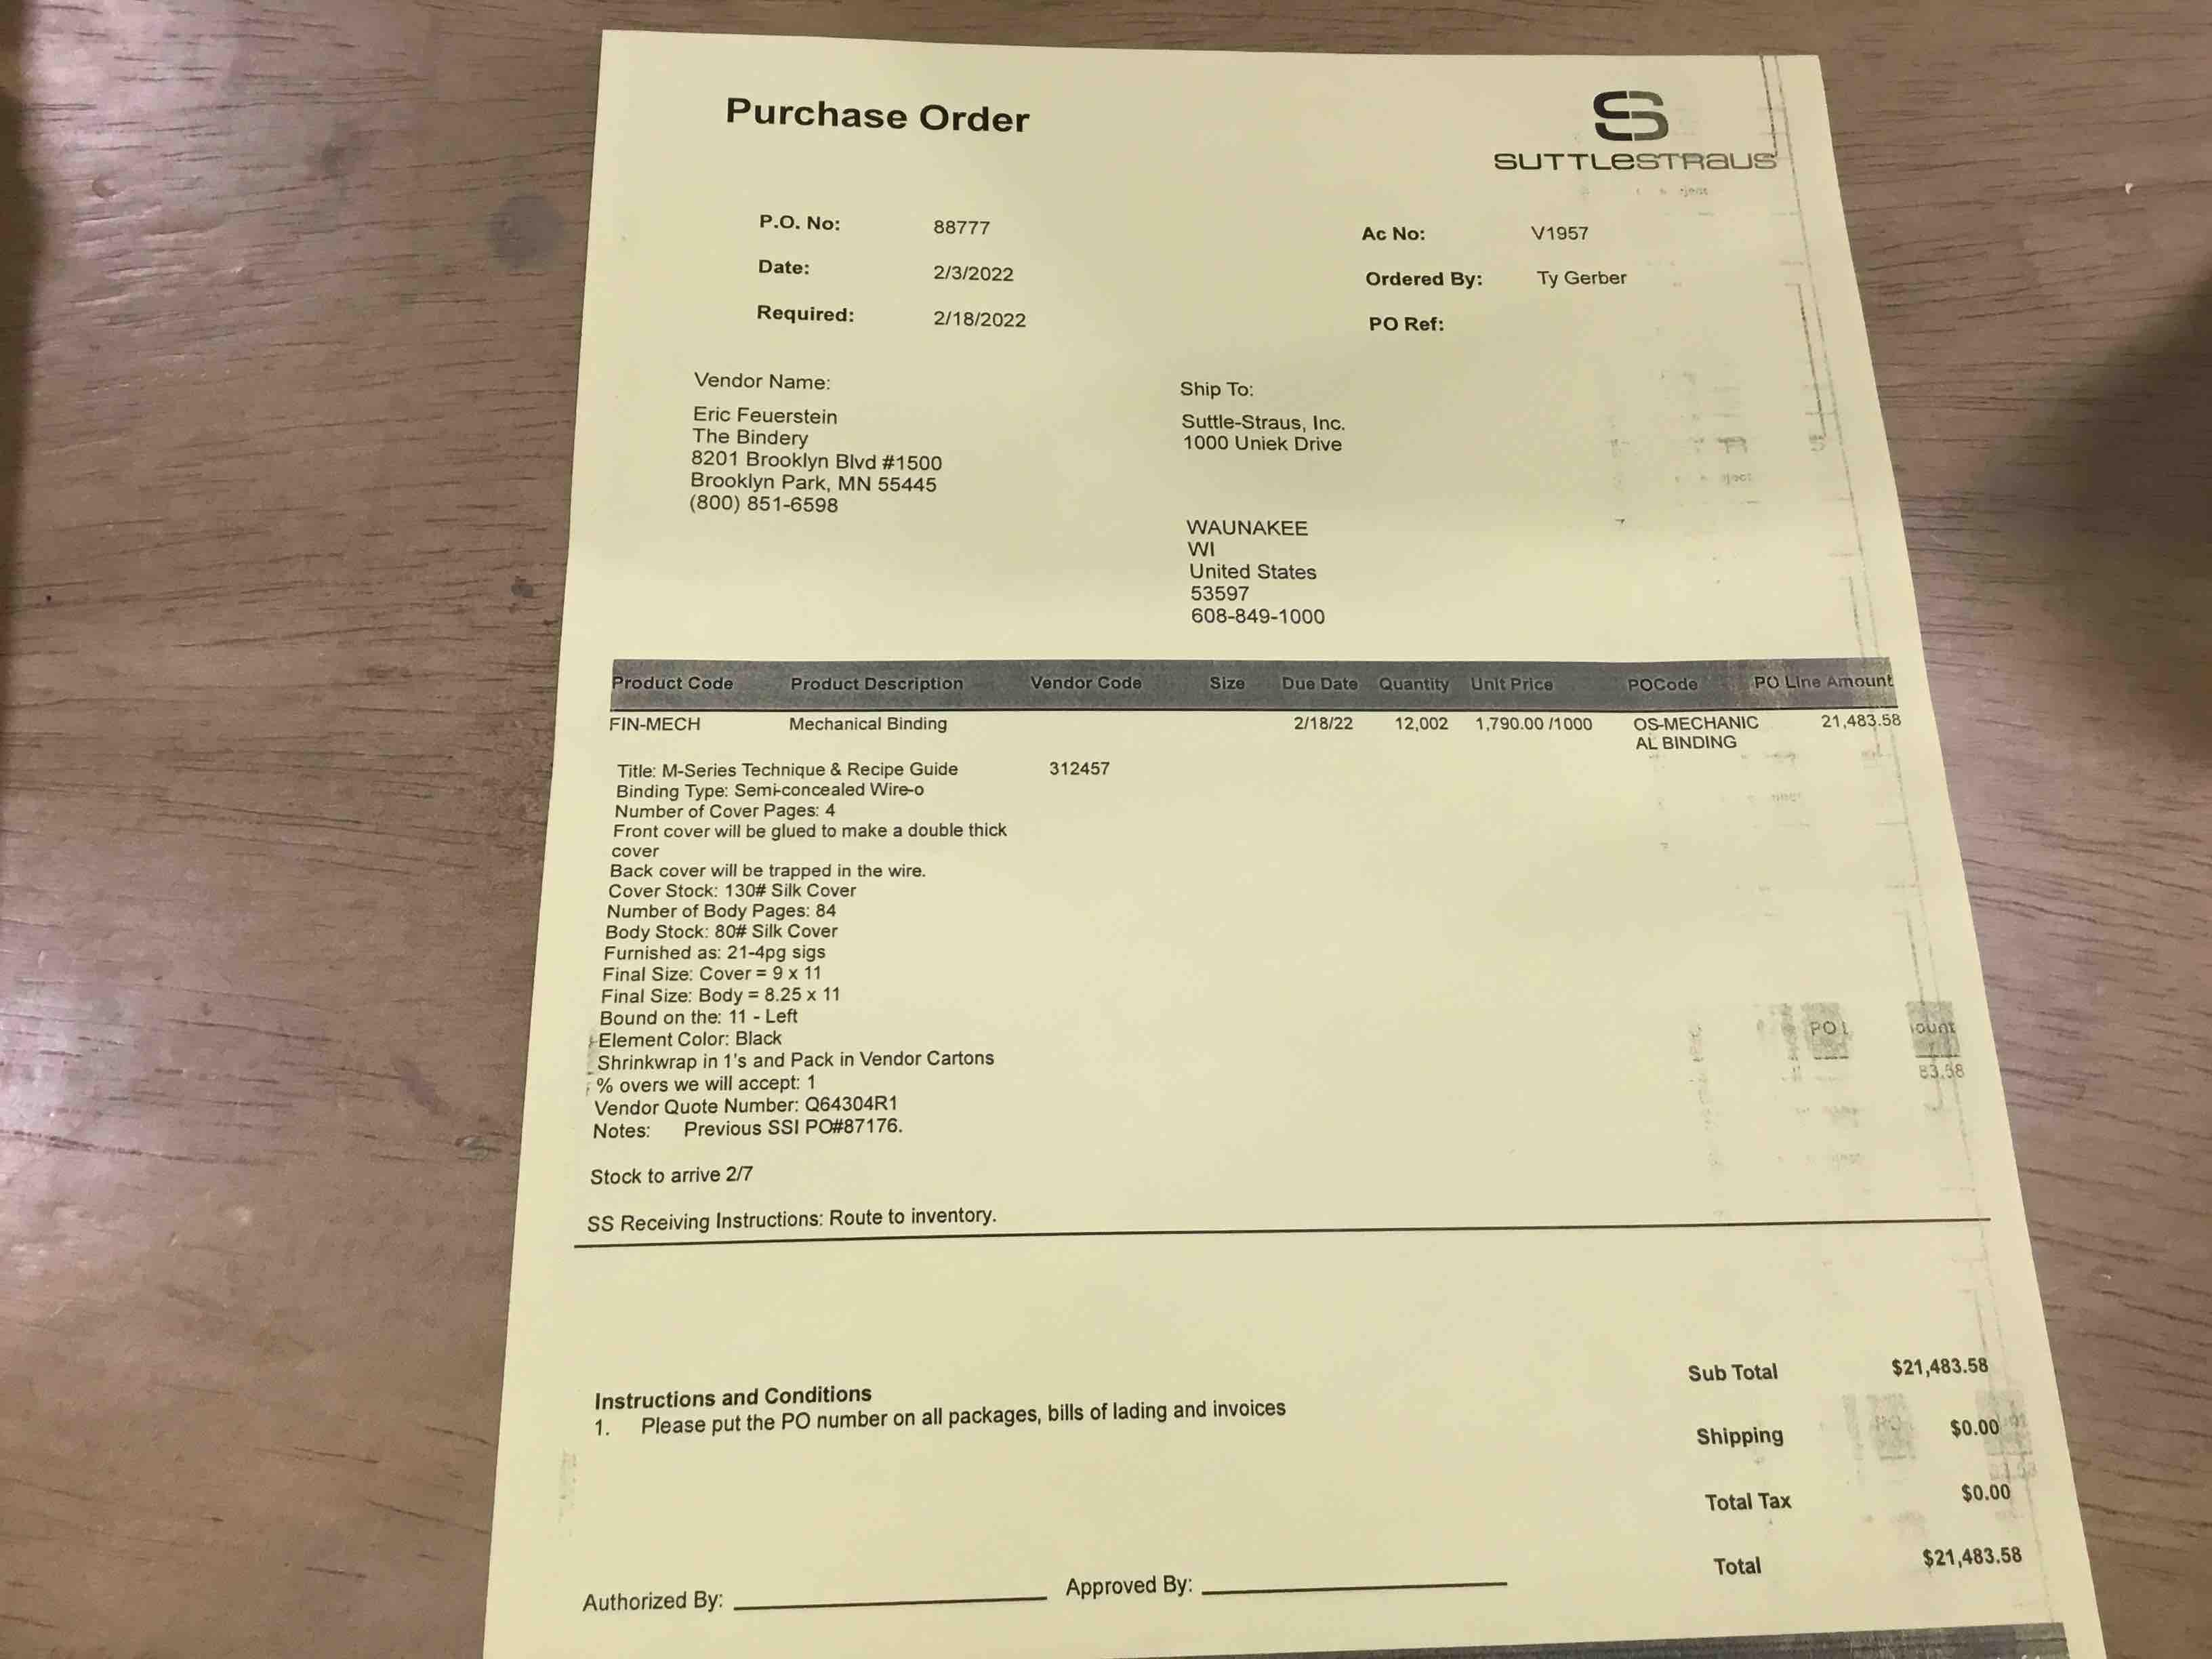 Purchase Order
SUTTLESTRAUS
P.O. No: 88777
Ac No: V1957
Date: 2/3/2022
Ordered By: Ty Gerber
Required: 2/18/2022
PO Ref:
Vendor Name:
Eric Feuerstein
The Bindery
8201 Brooklyn Blvd #1500
Brooklyn Park, MN 55445
(800) 851-6598
Ship To:
Suttle-Straus, Inc.
1000 Uniek Drive
WAUNAKEE
WI
United States
53597
608-849-1000
Product Code Product Description Vendor Code Size Due Date Quantity Unit Price POCode PO Line Amount
FIN-MECH Mechanical Binding 2/18/22 12,002 1,790.00 /1000 OS-MECHANIC 21,483.58
AL BINDING
Title: M-Series Technique & Recipe Guide 312457
Binding Type: Semi-concealed Wire-o
Number of Cover Pages: 4
Front cover will be glued to make a double thick
cover
Back cover will be trapped in the wire.
Cover Stock: 130# Silk Cover
Number of Body Pages: 84
Body Stock: 80# Silk Cover
Furnished as: 21-4pg sigs
Final Size: Cover = 9 x 11
Final Size: Body = 8.25 x 11
Bound on the: 11 - Left
Element Color: Black
Shrinkwrap in 1's and Pack in Vendor Cartons
% overs we will accept: 1
Vendor Quote Number: Q64304R1
Notes: Previous SSI PO#87176.
Stock to arrive 2/7
SS Receiving Instructions: Route to inventory.
Instructions and Conditions
1. Please put the PO number on all packages, bills of lading and invoices
Sub Total $21,483.58
Shipping $0.00
Total Tax $0.00
Total $21,483.58
Authorized By:
Approved By: